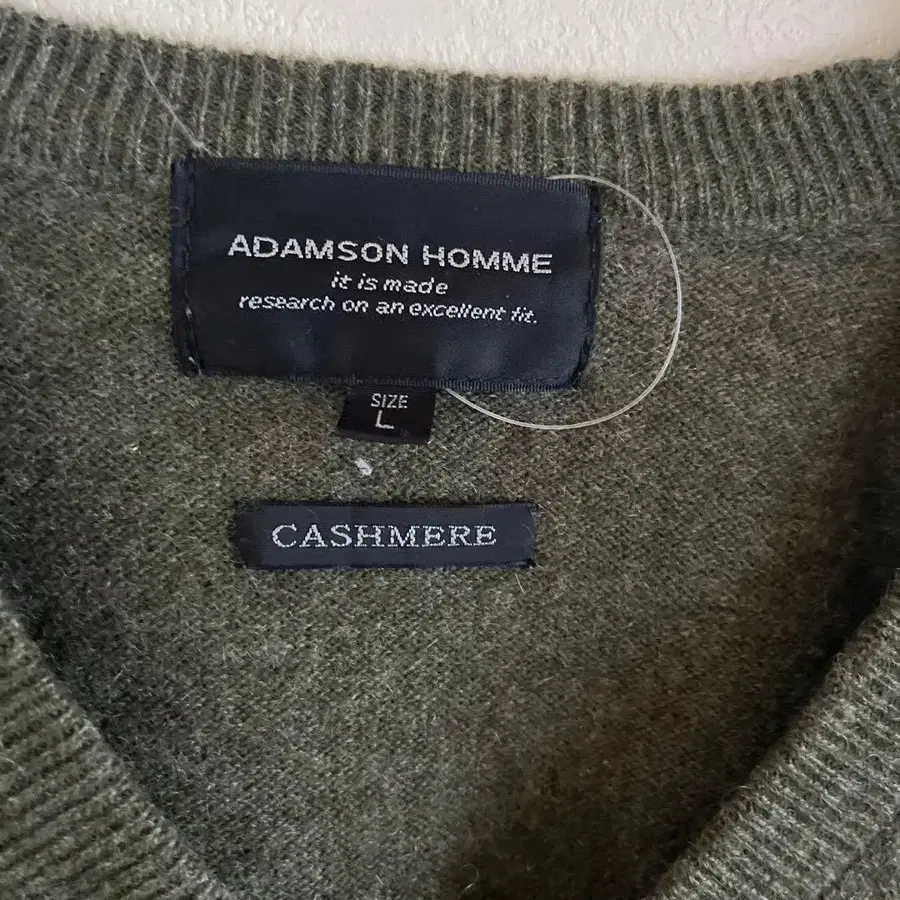 ADAMSON HOMME
it is made
research on an excellent fit.
SIZE
L
CASHMERE